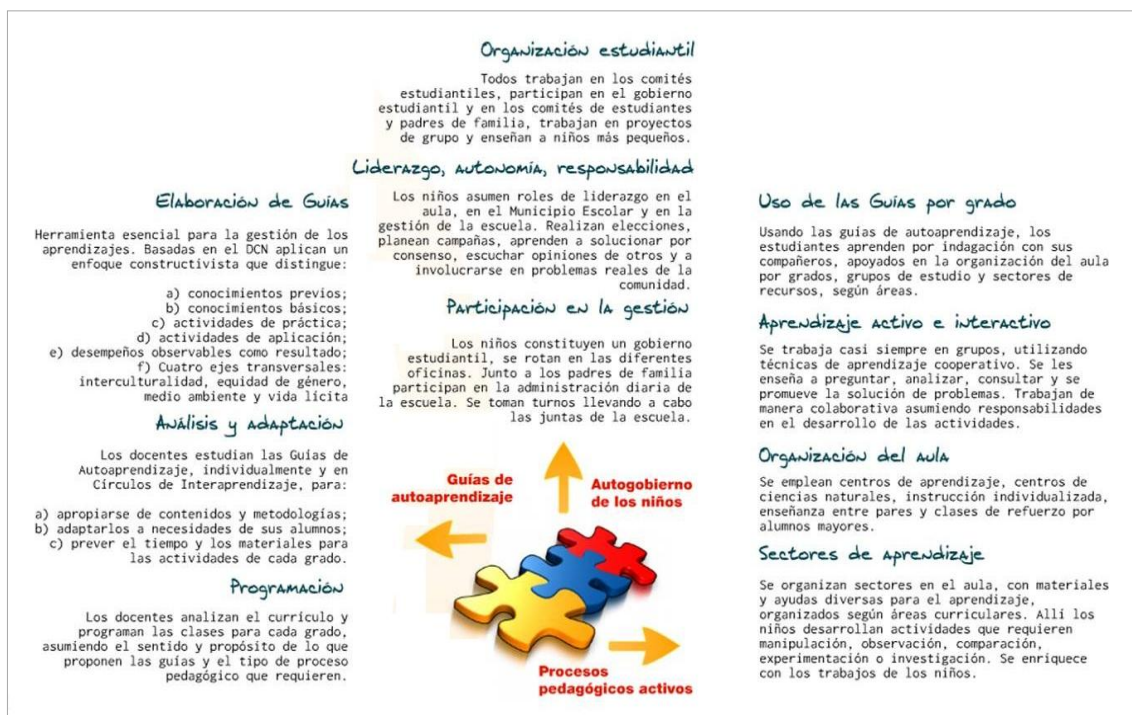 Organización estudiantil
Todos trabajan en los comités
estudiantiles, participan en el gobierno
estudiantil y en los comités de estudiantes
y padres de familia, trabajan en proyectos
de grupo y enseñan a niños más pequeños.
Liderazgo, autonomía, responsabilidad
Los niños asumen roles de liderazgo en el
aula, en el Municipio Escolar y en la
gestión de la escuela. Realizan elecciones,
planean campañas, aprenden a solucionar por
consenso, escuchar opiniones de otros y a
involucrarse en problemas reales de la
comunidad.
Participación en la gestión
Los niños constituyen un gobierno
estudiantil, se rotan en las diferentes
oficinas. Junto a los padres de familia
participan en la administración diaria de
la escuela. Se toman turnos llevando a cabo
las juntas de la escuela.
Elaboración de Guías
Herramienta esencial para la gestión de los
aprendizajes. Basadas en el DCN aplican un
enfoque constructivista que distingue:
a) conocimientos previos;
b) conocimientos básicos;
c) actividades de práctica;
d) actividades de aplicación;
e) desempeños observables como resultado;
f) Cuatro ejes transversales:
interculturalidad, equidad de género,
medio ambiente y vida lícita
Análisis y adaptación
Los docentes estudian las Guías de
Autoaprendizaje, individualmente y en
Círculos de Interaprendizaje, para:
a) apropiarse de contenidos y metodologías;
b) adaptarlos a necesidades de sus alumnos;
c) prever el tiempo y los materiales para
las actividades de cada grado.
Programación
Los docentes analizan el currículo y
programan las clases para cada grado,
asumiendo el sentido y propósito de lo que
proponen las guías y el tipo de proceso
pedagógico que requieren.
Guías de
autoaprendizaje
Autogobierno
de los niños
Procesos
pedagógicos activos
Uso de las Guías por grado
Usando las guías de autoaprendizaje, los
estudiantes aprenden por indagación con sus
compañeros, apoyados en la organización del aula
por grados, grupos de estudio y sectores de
recursos, según áreas.
Aprendizaje activo e interactivo
Se trabaja casi siempre en grupos, utilizando
técnicas de aprendizaje cooperativo. Se les
enseña a preguntar, analizar, consultar y se
promueve la solución de problemas. Trabajan de
manera colaborativa asumiendo responsabilidades
en el desarrollo de las actividades.
Organización del aula
Se emplean centros de aprendizaje, centros de
ciencias naturales, instrucción individualizada,
enseñanza entre pares y clases de refuerzo por
alumnos mayores.
Sectores de aprendizaje
Se organizan sectores en el aula, con materiales
y ayudas diversas para el aprendizaje,
organizados según áreas curriculares. Allí los
niños desarrollan actividades que requieren
manipulación, observación, comparación,
experimentación o investigación. Se enriquece
con los trabajos de los niños.